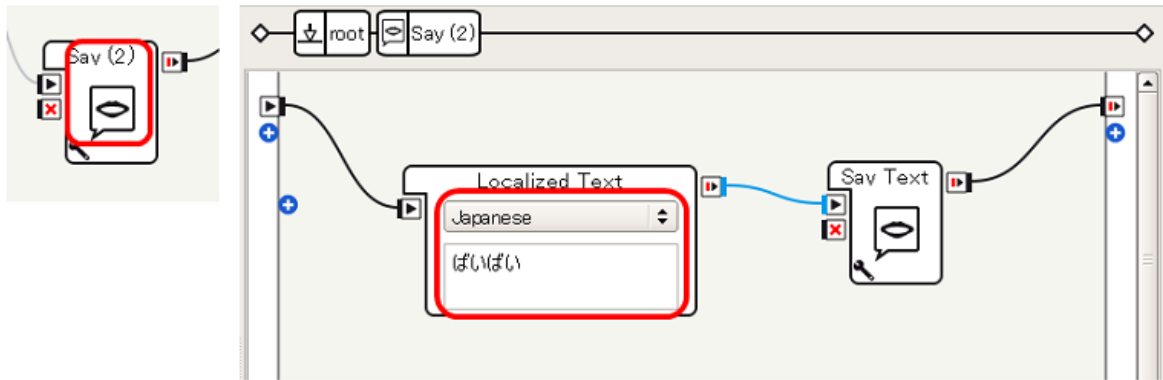 Say (2)
root
Say (2)
Localized Text
Japanese
ばいばい
Say Text